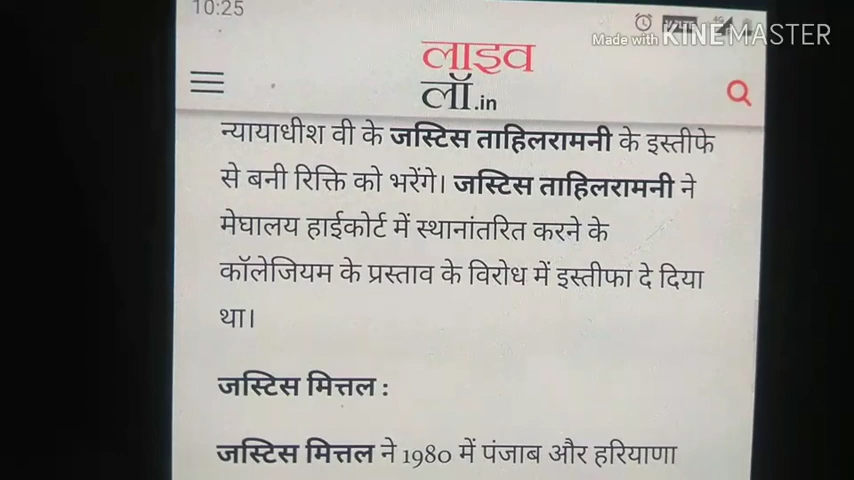 10:25
Made with KINEMASTER
लाइव
लॉ.in
न्यायाधीश वी के जस्टिस ताहिलरामनी के इस्तीफे
से बनी रिक्ति को भरेंगे। जस्टिस ताहिलरामनी ने
मेघालय हाईकोर्ट में स्थानांतरित करने के
कॉलेजियम के प्रस्ताव के विरोध में इस्तीफा दे दिया
था।
जस्टिस मित्तल :
जस्टिस मित्तल ने 1980 में पंजाब और हरियाणा